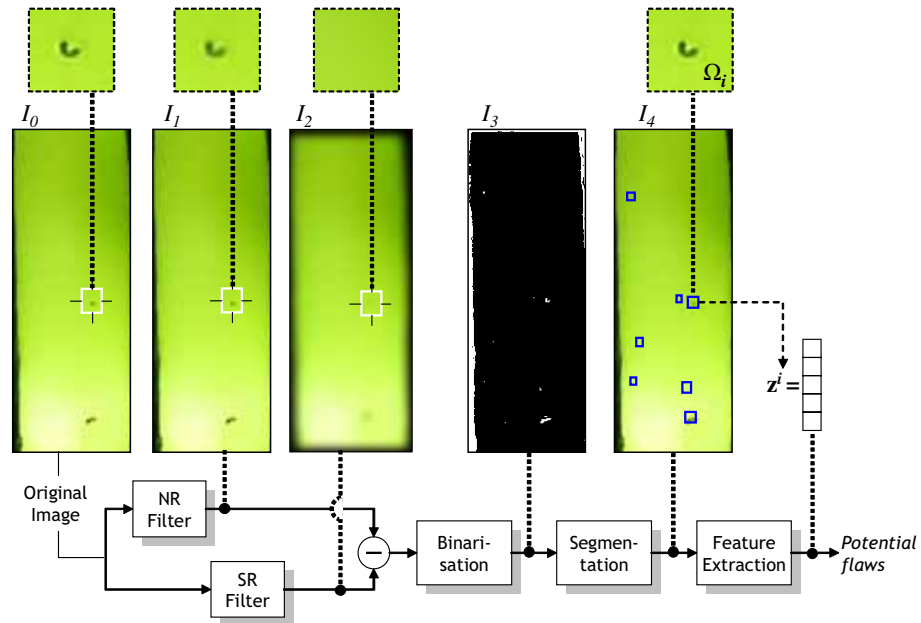 Ωi
I0
I1
I2
I3
I4
z^i =
Original
Image
NR
Filter
SR
Filter
−
Binari-
sation
Segmen-
tation
Feature
Extraction
Potential
flaws